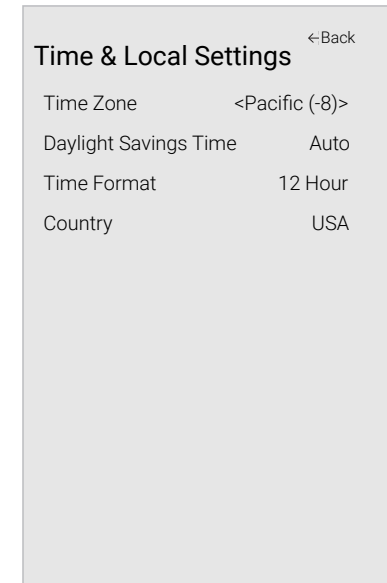 ←Back
Time & Local Settings
Time Zone <Pacific (-8)>
Daylight Savings Time Auto
Time Format 12 Hour
Country USA